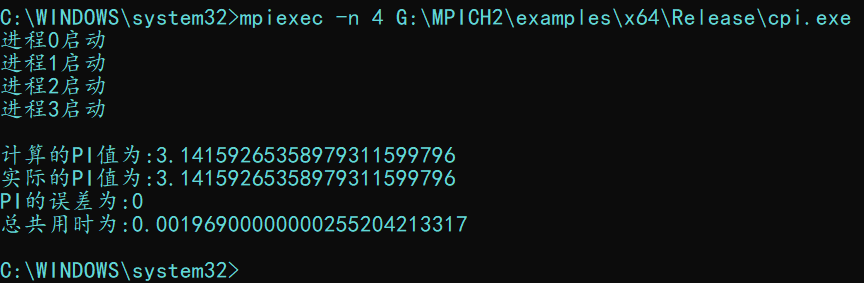 C:\WINDOWS\system32>mpiexec -n 4 G:\MPICH2\examples\x64\Release\cpi.exe
进程0启动
进程1启动
进程2启动
进程3启动
计算的PI值为:3.141592653589793115997​96
实际的PI值为:3.14159265358979311599796
PI的误差为:0
总共用时为:0.00196900000000255204213317
C:\WINDOWS\system32>